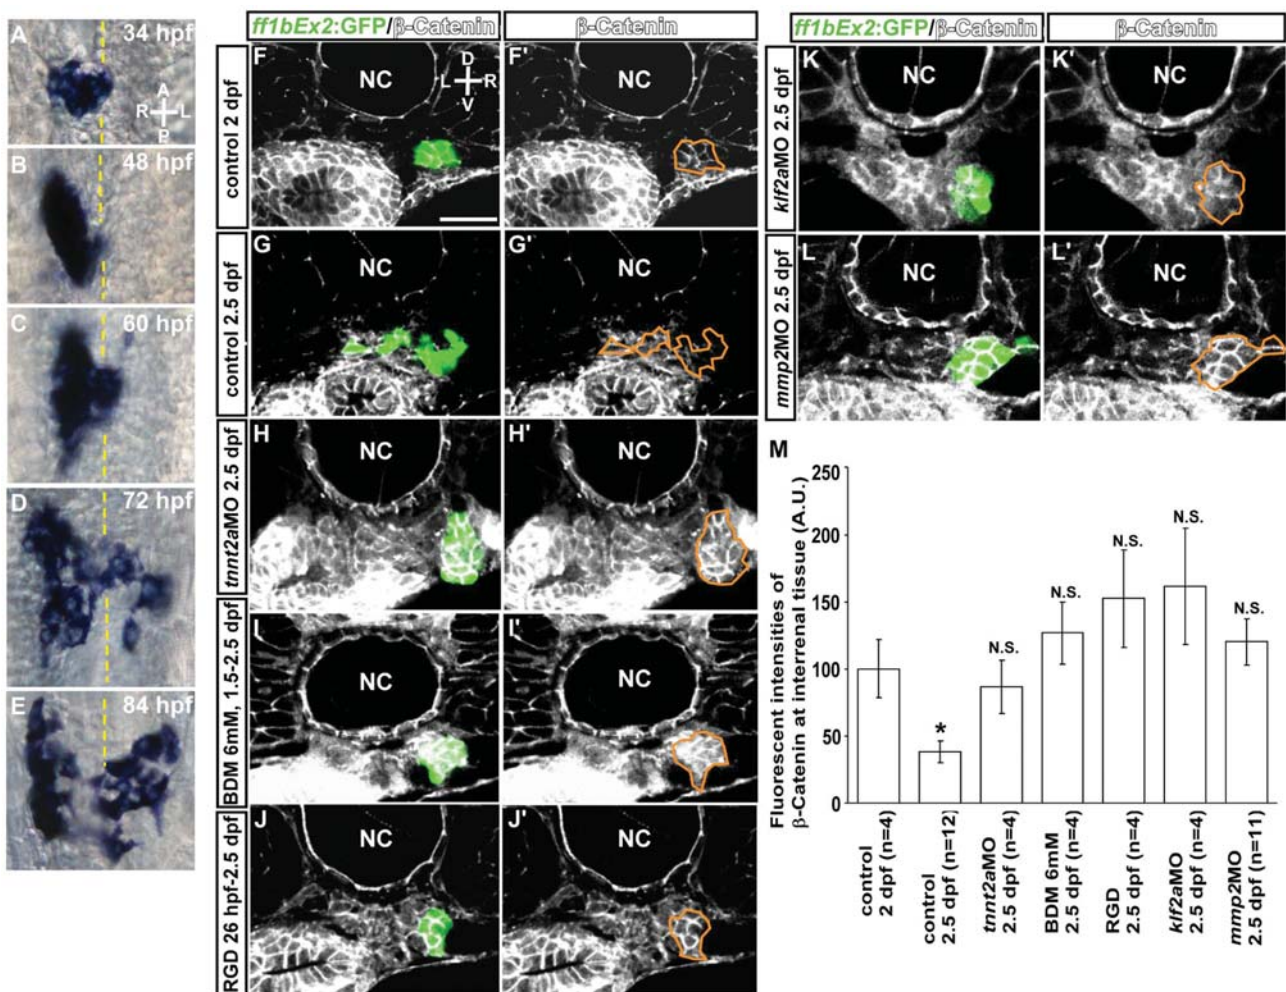 A
34 hpf
A
R L
P
B
48 hpf
C
60 hpf
D
72 hpf
E
84 hpf
ff1bEx2:GFP/β-Catenin
β-Catenin
control 2 dpf
F
D
L R
V
NC
F'
NC
control 2.5 dpf
G
NC
G'
NC
tnnt2aMO 2.5 dpf
H
NC
H'
NC
BDM 6mM, 1.5-2.5 dpf
I
NC
I'
NC
RGD 26 hpf-2.5 dpf
J
NC
J'
NC
ff1bEx2:GFP/β-Catenin
β-Catenin
klf2aMO 2.5 dpf
K
NC
K'
NC
mmp2MO 2.5 dpf
L
NC
L'
NC
M
Fluorescent intensities of
β-Catenin at interrenal tissue (A.U.)
250
200
150
100
50
0
*
N.S.
N.S.
N.S.
N.S.
N.S.
control
2 dpf (n=4)
control
2.5 dpf (n=12)
tnnt2aMO
2.5 dpf (n=4)
BDM 6mM
2.5 dpf (n=4)
RGD
2.5 dpf (n=4)
klf2aMO
2.5 dpf (n=4)
mmp2MO
2.5 dpf (n=11)